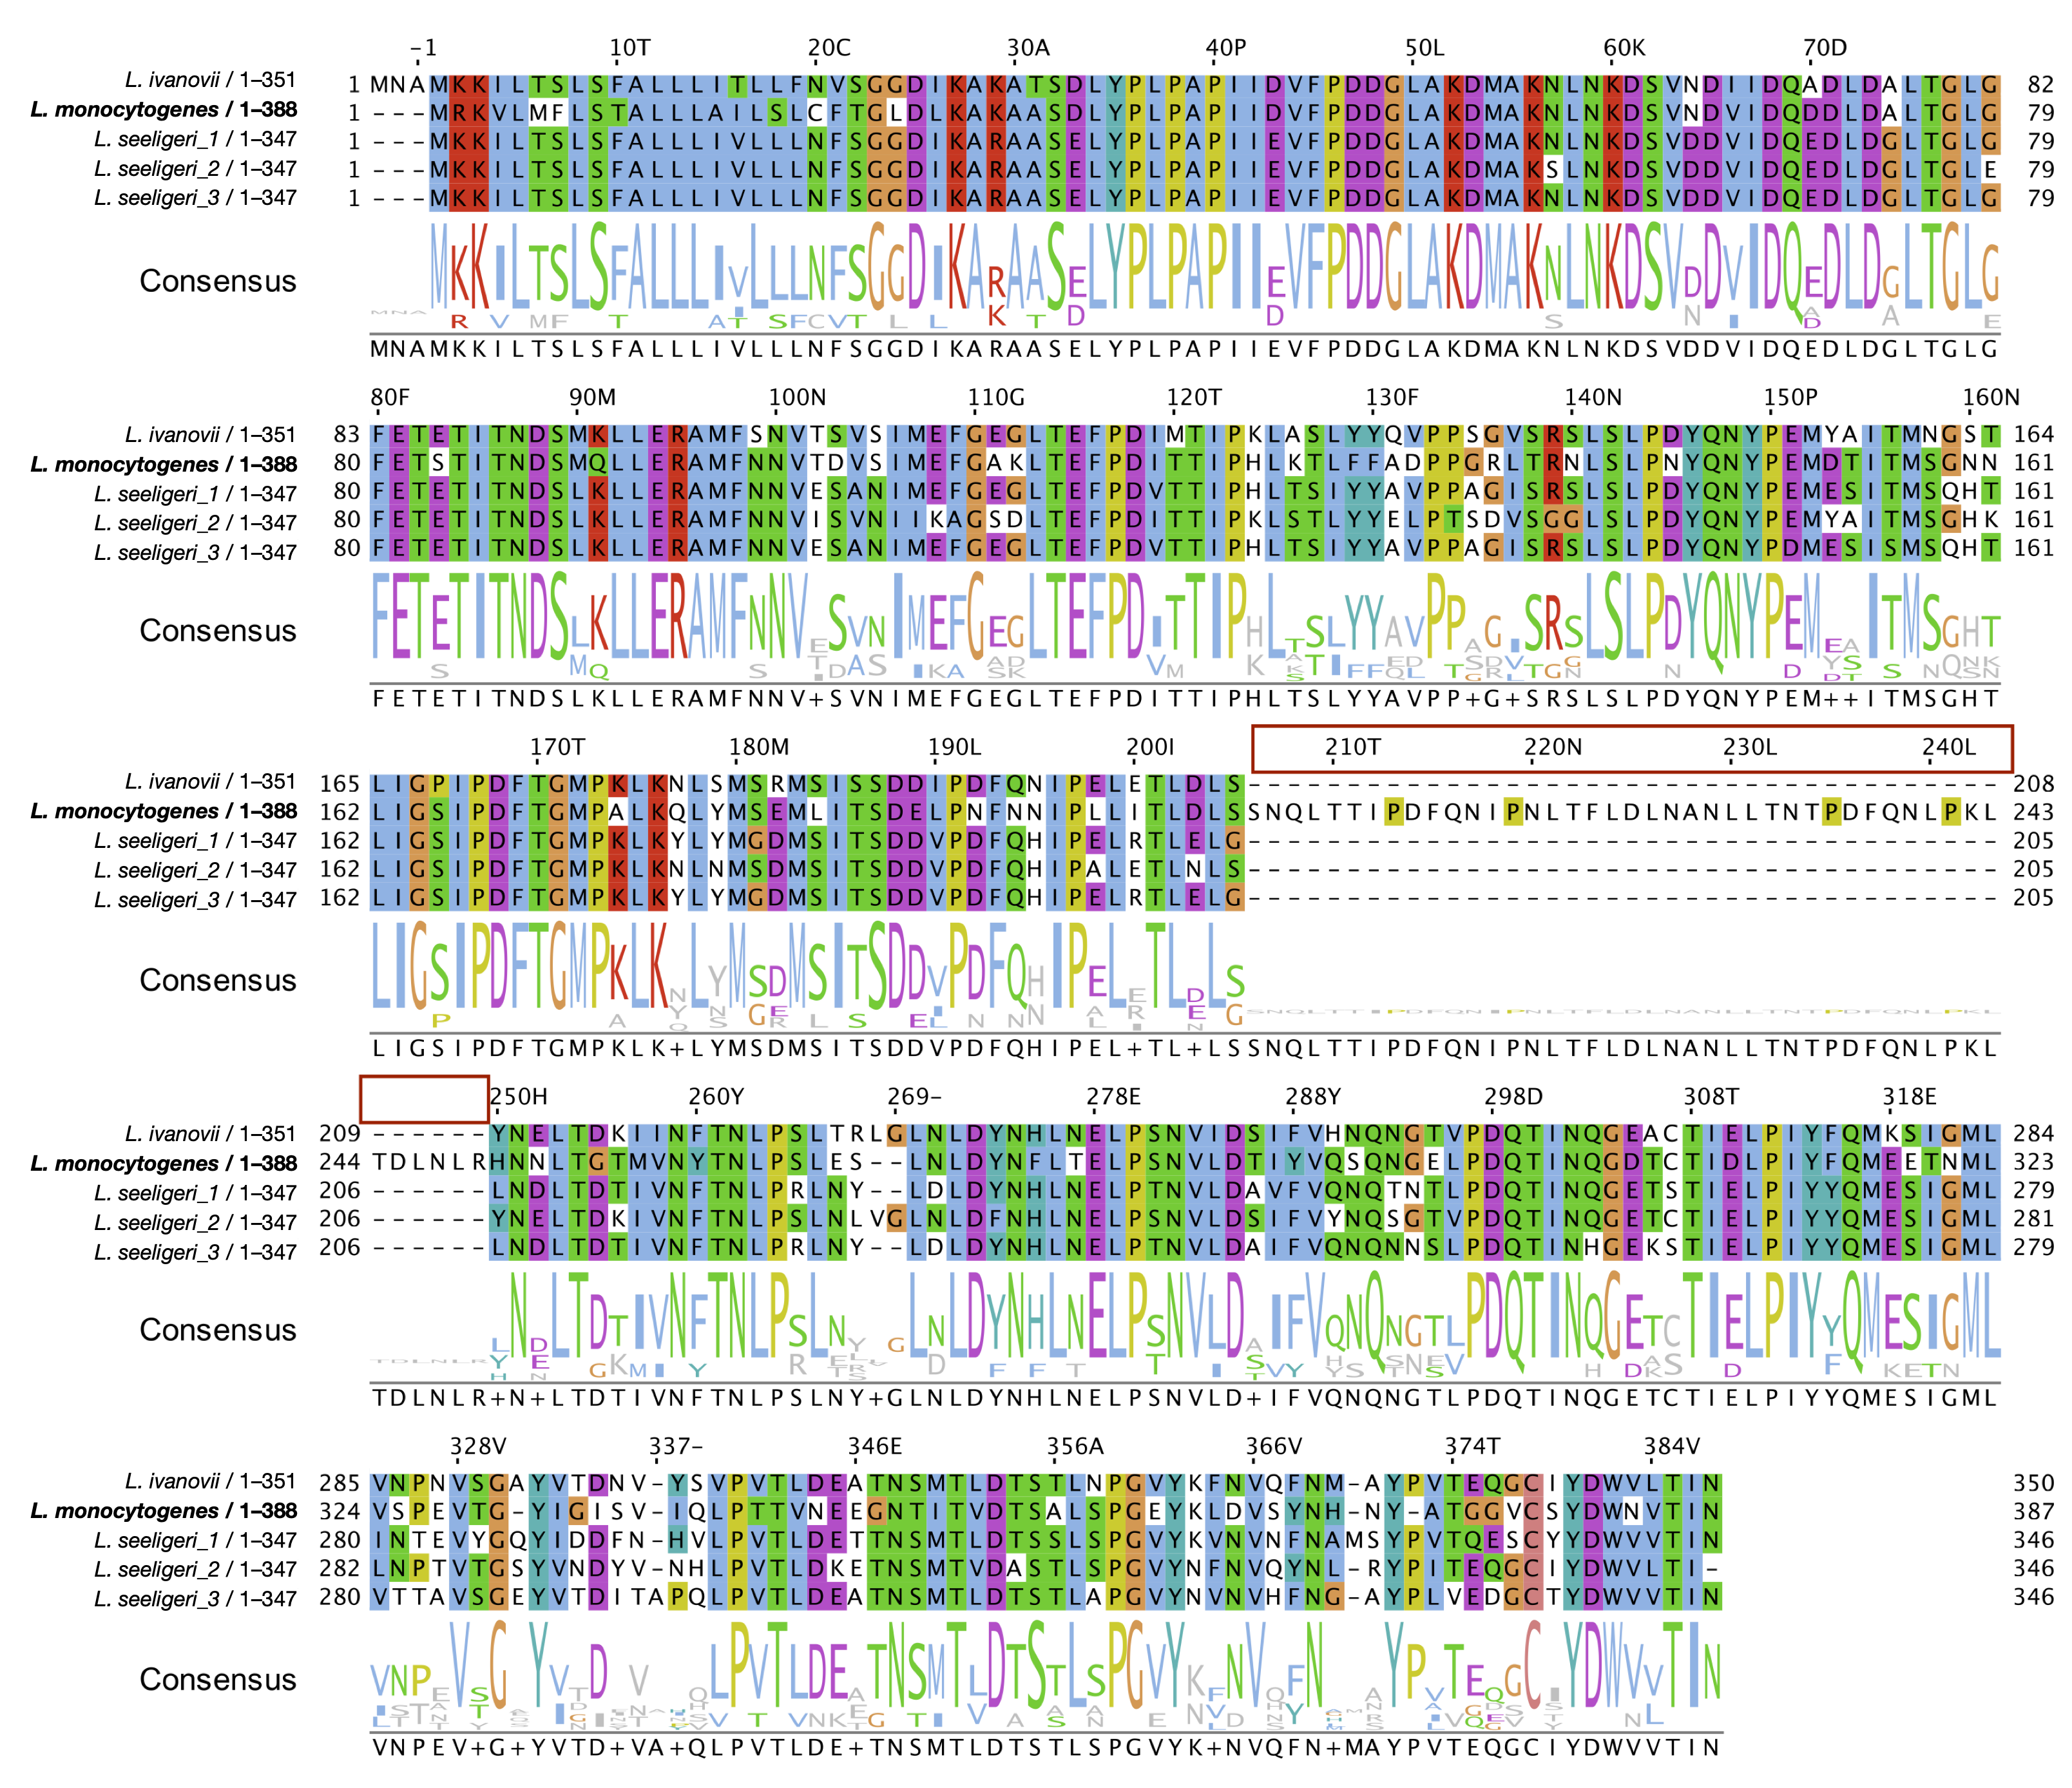 -1 10T 20C 30A 40P 50L 60K 70D
L. ivanovii / 1–351 1 MNAMKKILTSLSFALLLITLLFNVSGGDIKAKATSDLYPLPAPIIDVFPDDGLAKDMAKNLNKDSVNDIIDQADLDALTGLG 82
L. monocytogenes / 1–388 1 ---MRKVLMFLSTALLLAILSLCFTGLDLKAKAASDLYPLPAPIIDVFPDDGLAKDMAKNLNKDSVNDVIDQDDLDALTGLG 79
L. seeligeri_1 / 1–347 1 ---MKKILTSLSFALLLIVLLLNFSGGDIKARAASELYPLPAPIIEVFPDDGLAKDMAKNLNKDSVDDVIDQEDLDGLTGLG 79
L. seeligeri_2 / 1–347 1 ---MKKILTSLSFALLLIVLLLNFSGGDIKARAASELYPLPAPIIEVFPDDGLAKDMAKSLNKDSVDDVIDQEDLDGLTGLE 79
L. seeligeri_3 / 1–347 1 ---MKKILTSLSFALLLIVLLLNFSGGDIKARAASELYPLPAPIIEVFPDDGLAKDMAKNLNKDSVDDVIDQEDLDGLTGLG 79
Consensus
MNAMKKILTSLSFALLLIVLLLNFSGGDIKARAASELYPLPAPIIEVFPDDGLAKDMAKNLNKDSVDDVIDQEDLDGLTGLG
80F 90M 100N 110G 120T 130F 140N 150P 160N
L. ivanovii / 1–351 83 FETETITNDSMKLLERAMFSNVTSVSIMEFGEGLTEFPDIMTIPKLASLYYQVPPSGVSRSLSLPDYQNYPEMYAITMNGST 164
L. monocytogenes / 1–388 80 FETSTITNDSMQLLERAMFNNVTDVSIMEFGAKLTEFPDITTIPHLKTLFFADPPGRLTRNLSLPNYQNYPEMDTITMSGNN 161
L. seeligeri_1 / 1–347 80 FETETITNDSLKLLERAMFNNVESANIMEFGEGLTEFPDVTTIPHLTSIYYAVPPAGISRSLSLPDYQNYPEMESITMSQHT 161
L. seeligeri_2 / 1–347 80 FETETITNDSLKLLERAMFNNVISVNIIKAGSDLTEFPDITTIPKLSTLYYELPTSDVSGGLSLPDYQNYPEMYAITMSGHK 161
L. seeligeri_3 / 1–347 80 FETETITNDSLKLLERAMFNNVESANIMEFGEGLTEFPDVTTIPHLTSIYYAVPPAGISRSLSLPDYQNYPDMESISMSQHT 161
Consensus
FETETITNDSLKLLERAMFNNV+SVNIMEFGEGLTEFPDITTIPHLTSLYYAVPP+G+SRSLSLPDYQNYPEM++ITMSGHT
170T 180M 190L 200I 210T 220N 230L 240L
L. ivanovii / 1–351 165 LIGPIPDFTGMPKLKNLSMSRMSISSDDIPDFQNIPELETLDLS-------------------------------------- 208
L. monocytogenes / 1–388 162 LIGSIPDFTGMPALKQLYMSEMLITSDELPNFNNIPLLITLDLSSNQLTTIPDFQNIPNLTFLDLNANLLTNTPDFQNLPKL 243
L. seeligeri_1 / 1–347 162 LIGSIPDFTGMPKLKYLYMGDMSITSDDVPDFQHIPELRTLELG-------------------------------------- 205
L. seeligeri_2 / 1–347 162 LIGSIPDFTGMPKLKNLNMSDMSITSDDVPDFQHIPALETLNLS-------------------------------------- 205
L. seeligeri_3 / 1–347 162 LIGSIPDFTGMPKLKYLYMGDMSITSDDVPDFQHIPELRTLELG-------------------------------------- 205
Consensus
LIGSIPDFTGMPKLK+LYMSDMSITSDDVPDFQHIPEL+TL+LSSNQLTTIPDFQNIPNLTFLDLNANLLTNTPDFQNLPKL
250H 260Y 269- 278E 288Y 298D 308T 318E
L. ivanovii / 1–351 209 ------YNELTDKIINFTNLPSLTRLGLNLDYNHLNELPSNVIDSIFVHNQNGTVPDQTINQGEACTIELPIYFQMKSIGML 284
L. monocytogenes / 1–388 244 TDLNLRHNNLTGTMVNYTNLPSLES--LNLDYNFLTELPSNVLDTIYVQSQNGELPDQTINQGDTCTIDLPIYFQMEETNML 323
L. seeligeri_1 / 1–347 206 ------LNDLTDTIVNFTNLPRLNY--LDLDYNHLNELPTNVLDAVFVQNQTNTLPDQTINQGETSTIELPIYYQMESIGML 279
L. seeligeri_2 / 1–347 206 ------YNELTDKIVNFTNLPSLNLVGLNLDFNHLNELPSNVLDSIFVYNQSGTVPDQTINQGETCTIELPIYYQMESIGML 281
L. seeligeri_3 / 1–347 206 ------LNDLTDTIVNFTNLPRLNY--LDLDYNHLNELPTNVLDAIFVQNQNNSLPDQTINHGEKSTIELPIYYQMESIGML 279
Consensus
TDLNLR+N+LTDTIVNFTNLPSLNY+GLNLDYNHLNELPSNVLD+IFVQNQNGTLPDQTINQGETCTIELPIYYQMESIGML
328V 337- 346E 356A 366V 374T 384V
L. ivanovii / 1–351 285 VNPNVSGAYVTDNV-YSVPVTLDEATNSMTLDTSTLNPGVYKFNVQFNM-AYPVTEQGCIYDWVLTIN 350
L. monocytogenes / 1–388 324 VSPEVTG-YIGISV-IQLPTTVNEEGNTITVDTSALSPGEYKLDVSYNH-NY-ATGGVCSYDWNVTIN 387
L. seeligeri_1 / 1–347 280 INTEVYGQYIDDFN-HVLPVTLDETTNSMTLDTSSLSPGVYKVNVNFNAMSYPVTQESCYYDWVVTIN 346
L. seeligeri_2 / 1–347 282 LNPTVTGSYVNDYV-NHLPVTLDKETNSMTVDASTLSPGVYNFNVQYNL-RYPITEQGCIYDWVLTI- 346
L. seeligeri_3 / 1–347 280 VTTAVSGEYVTDITAPQLPVTLDEATNSMTLDTSTLAPGVYNVNVHFNG-AYPLVEDGCTYDWVVTIN 346
Consensus
VNPEV+G+YVTD+VA+QLPVTLDE+TNSMTLDTSTLSPGVYK+NVQFN+MAYPVTEQGCIYDWVVTIN